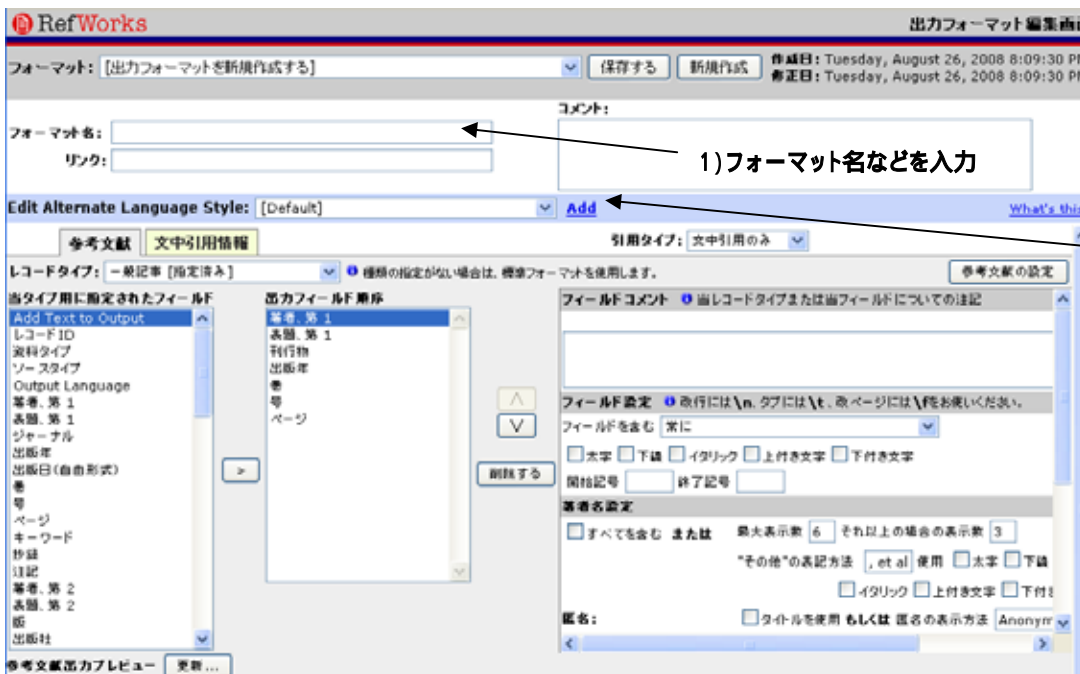 RefWorks
出力フォーマット編集画面
フォーマット: [出力フォーマットを新規作成する] 保存する 新規作成 作成日: Tuesday, August 26, 2008 8:09:30 PM
修正日: Tuesday, August 26, 2008 8:09:30 PM
コメント:
フォーマット名:
リンク:
1)フォーマット名などを入力
Edit Alternate Language Style: [Default] Add What's this
参考文献 文中引用情報 引用タイプ: 文中引用のみ
レコードタイプ: 一般記事 [指定済み] 種類の指定がない場合は、標準フォーマットを使用します。 参考文献の設定
当タイプ用に指定されたフィールド
Add Text to Output
レコードID
資料タイプ
ソースタイプ
Output Language
著者、第 1
表題、第 1
ジャーナル
出版年
出版日(自由形式)
巻
号
ページ
キーワード
抄録
注記
著者、第 2
表題、第 2
版
出版社
>
出力フィールド順序
著者、第 1
表題、第 1
刊行物
出版年
巻
号
ページ
削除する
フィールドコメント 当レコードタイプまたは当フィールドについての注記
フィールド設定 改行には\n、タブには\t、改ページには\fをお使いください。
フィールドを含む 常に
太字 下線 イタリック 上付き文字 下付き文字
開始記号 終了記号
著者名設定
すべてを含む または 最大表示数 6 それ以上の場合の表示数 3
"その他"の表記方法 , et al 使用 太字 下線
イタリック 上付き文字 下付き
匿名: タイトルを使用 もしくは 匿名の表示方法 Anonym
参考文献出力プレビュー 更新...